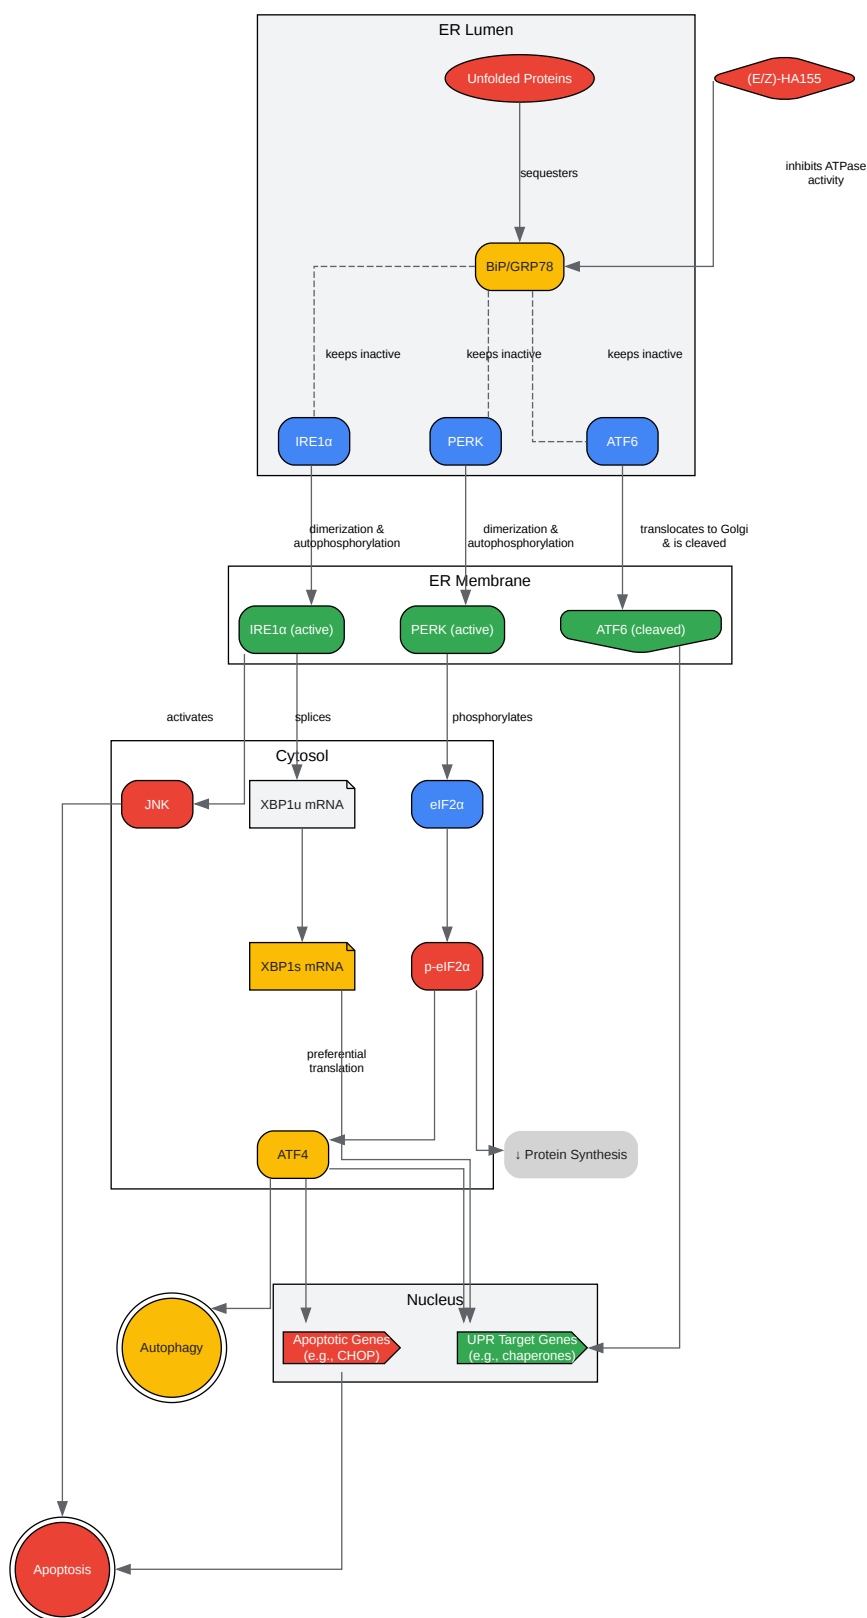 ER Lumen
Unfolded Proteins
(E/Z)-HA155
inhibits ATPase
activity
sequesters
BiP/GRP78
keeps inactive
keeps inactive
keeps inactive
IRE1α
PERK
ATF6
dimerization &
autophosphorylation
dimerization &
autophosphorylation
translocates to Golgi
& is cleaved
ER Membrane
IRE1α (active)
PERK (active)
ATF6 (cleaved)
activates
splices
phosphorylates
Cytosol
JNK
XBP1u mRNA
eIF2α
XBP1s mRNA
p-eIF2α
preferential
translation
ATF4
↓ Protein Synthesis
Nucleus
Autophagy
Apoptotic Genes
(e.g., CHOP)
UPR Target Genes
(e.g., chaperones)
Apoptosis